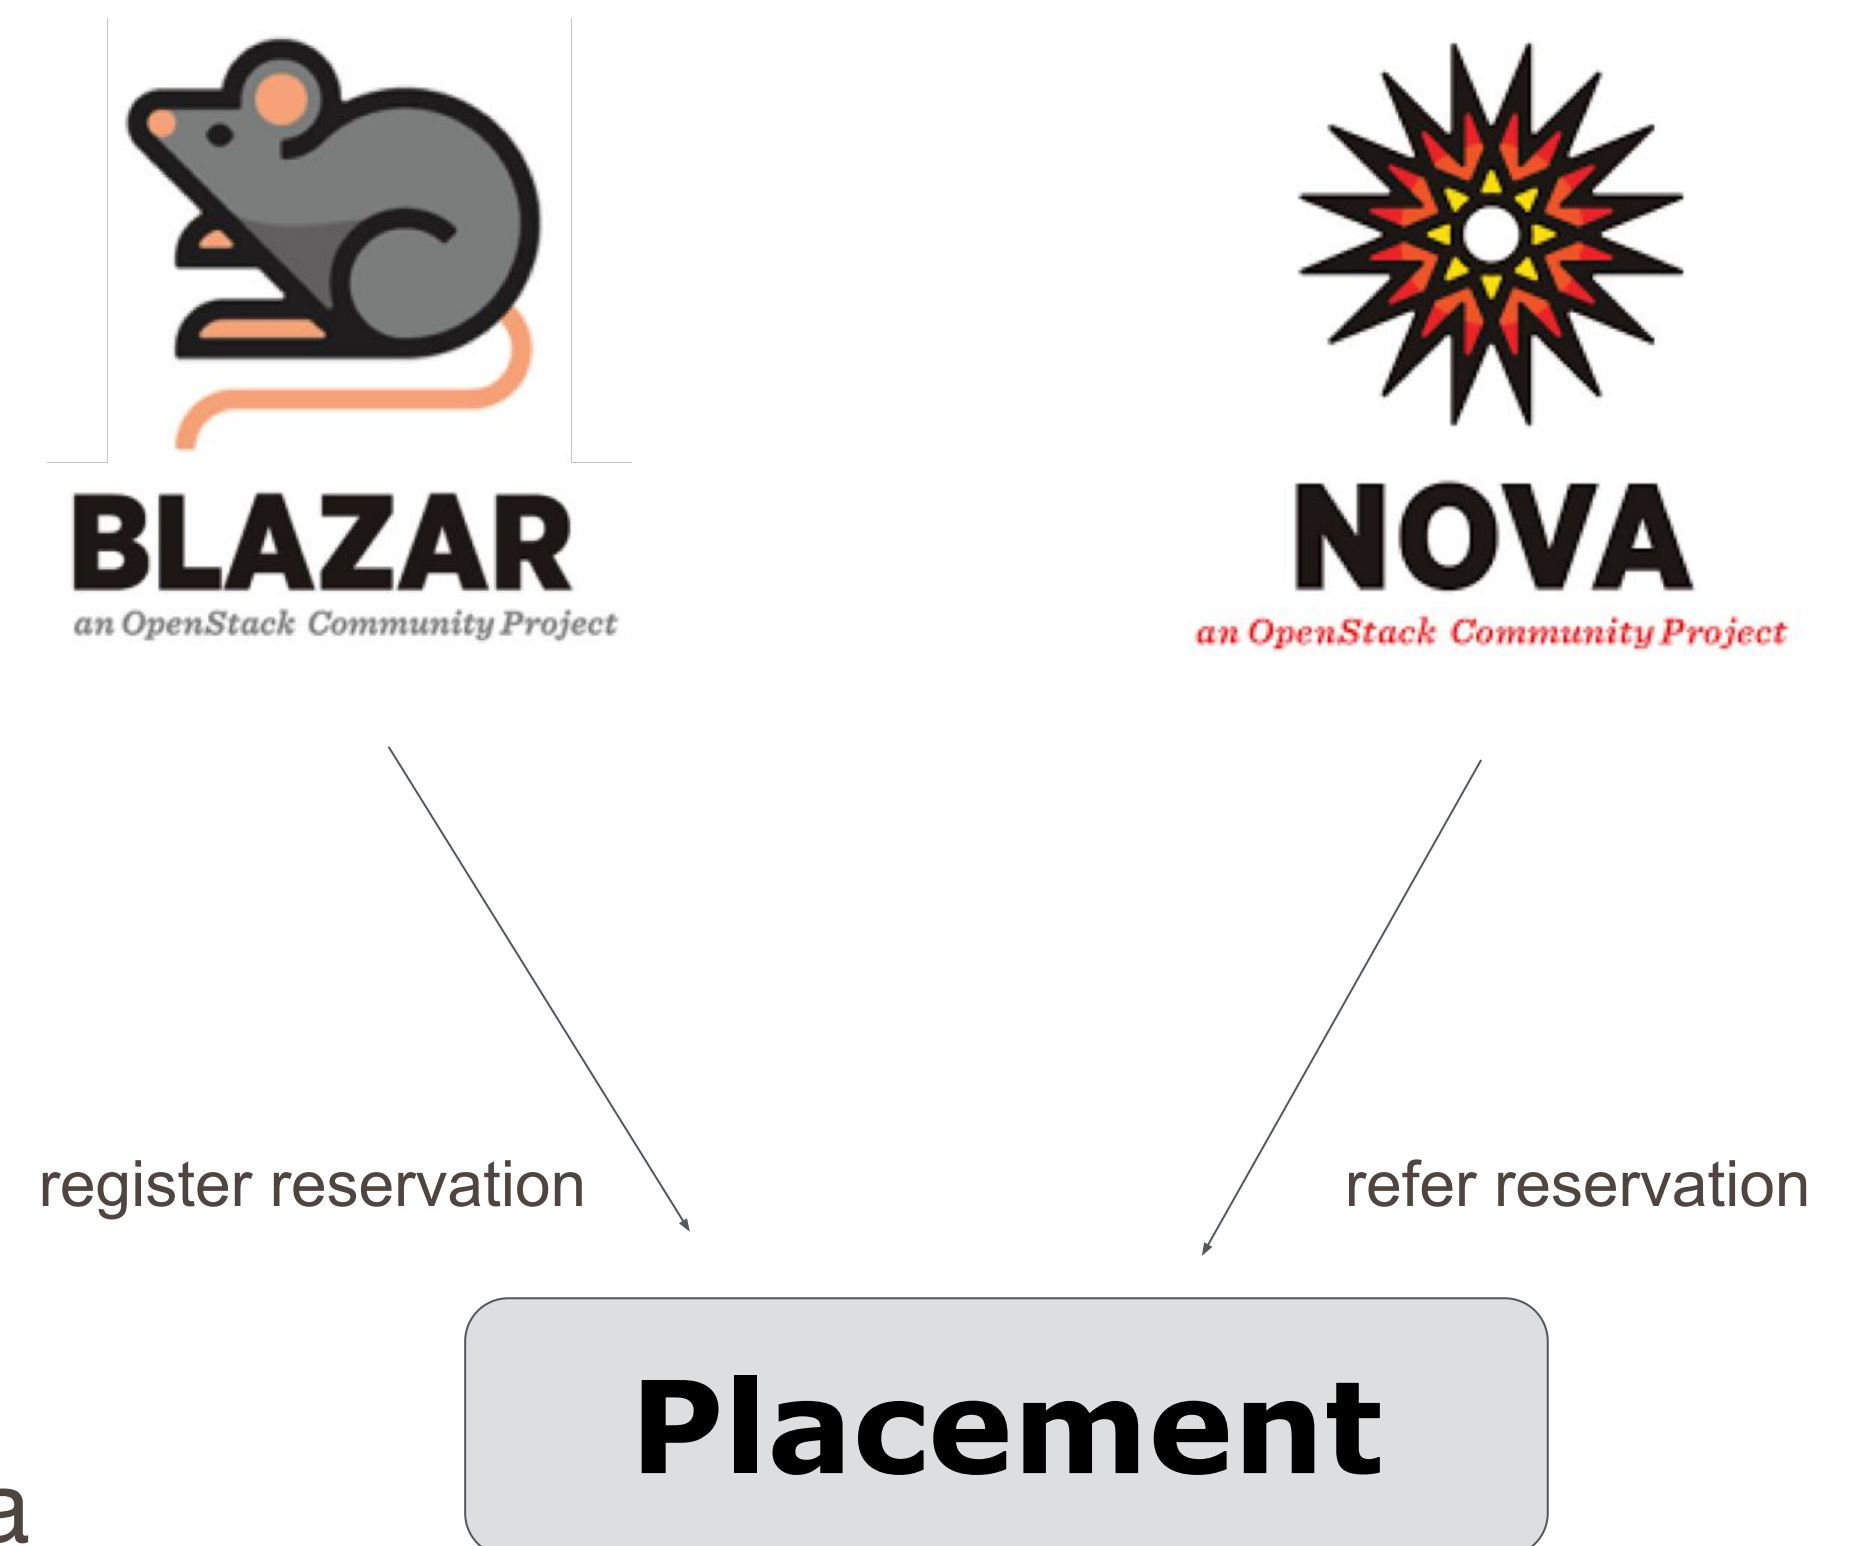 BLAZAR
an OpenStack Community Project
NOVA
an OpenStack Community Project
register reservation
refer reservation
Placement
a